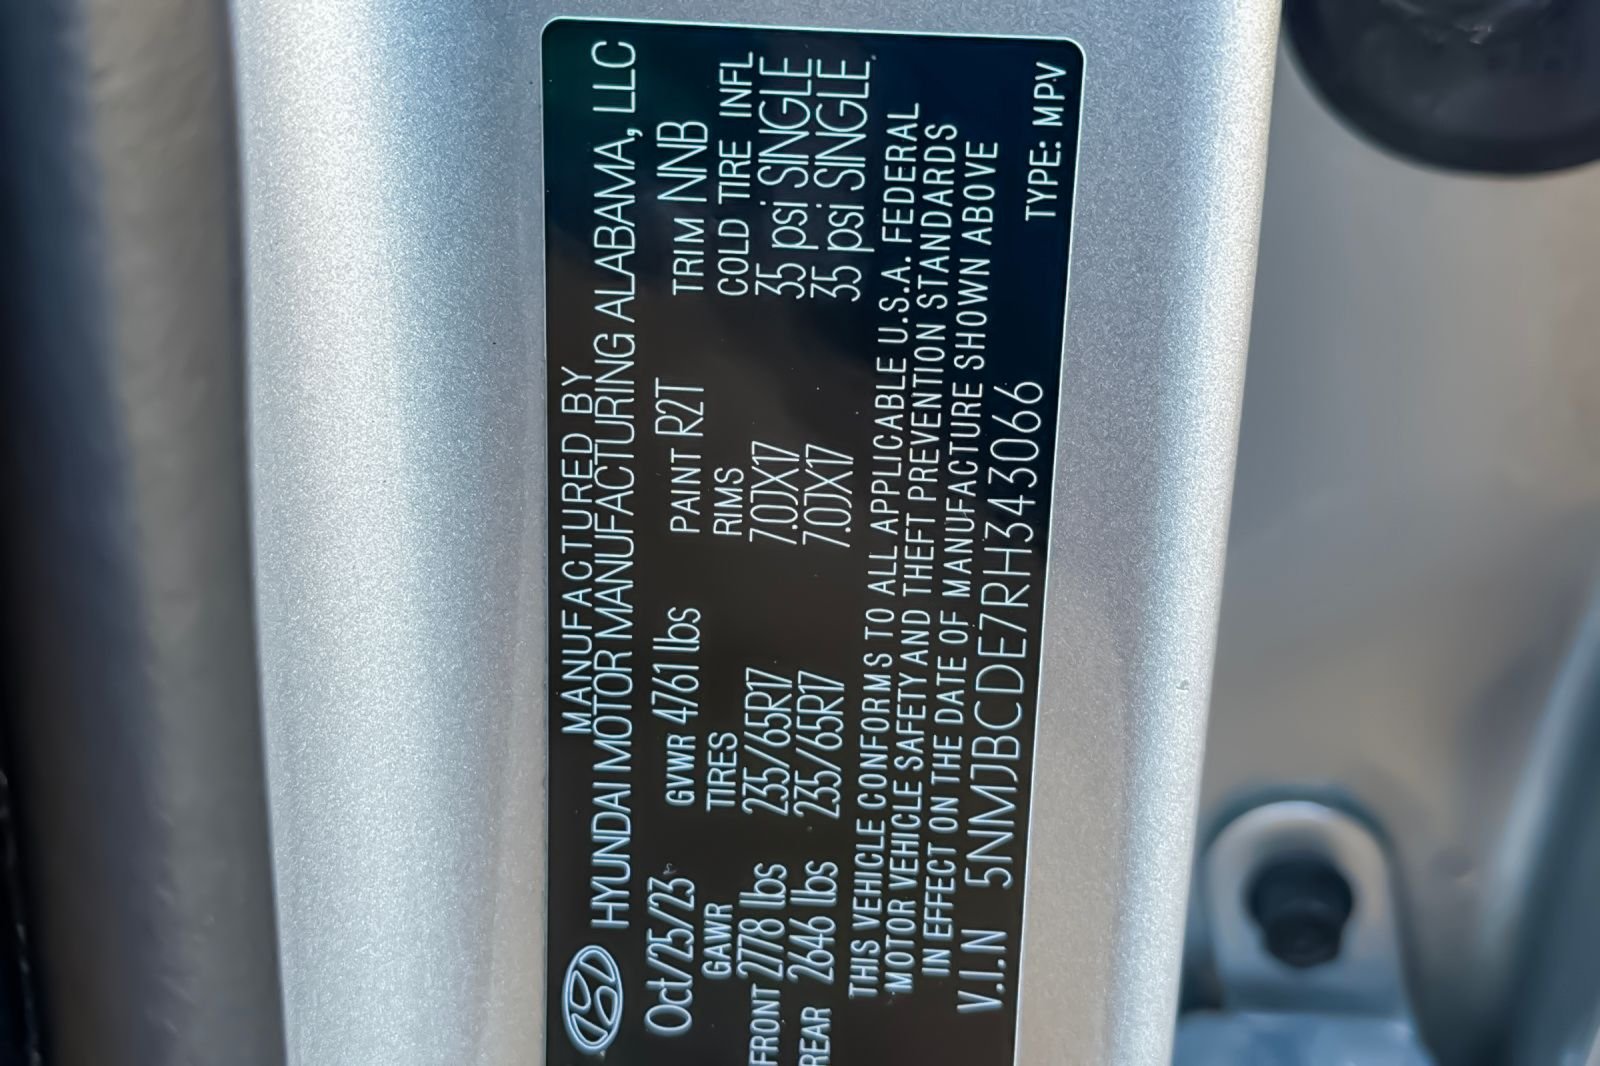 MANUFACTURED BY
HYUNDAI MOTOR MANUFACTURING ALABAMA, LLC
Oct/25/23 GVWR 4761 lbs PAINT R2T TRIM NNB
GAWR TIRES RIMS COLD TIRE INFL
FRONT 2778 lbs 235/65R17 7.0JX17 35 psi SINGLE
REAR 2646 lbs 235/65R17 7.0JX17 35 psi SINGLE
THIS VEHICLE CONFORMS TO ALL APPLICABLE U.S.A. FEDERAL
MOTOR VEHICLE SAFETY AND THEFT PREVENTION STANDARDS
IN EFFECT ON THE DATE OF MANUFACTURE SHOWN ABOVE
V.I.N 5NMJBCDE7RH343066 TYPE: MPV